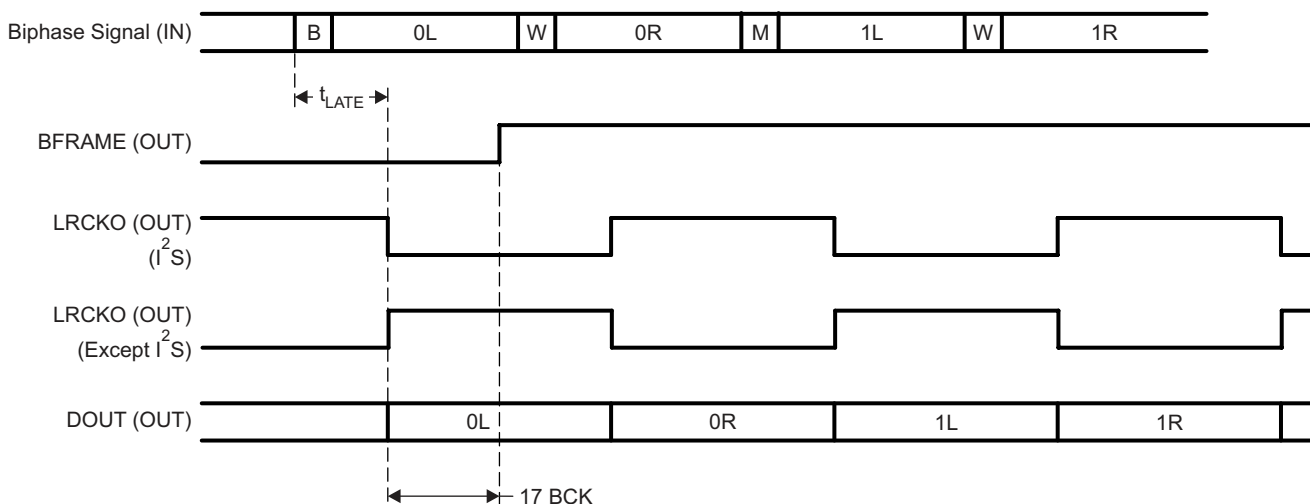 Biphase Signal (IN) B 0L W 0R M 1L W 1R
tLATE
BFRAME (OUT)
LRCKO (OUT)
(I2S)
LRCKO (OUT)
(Except I2S)
DOUT (OUT) 0L 0R 1L 1R
17 BCK